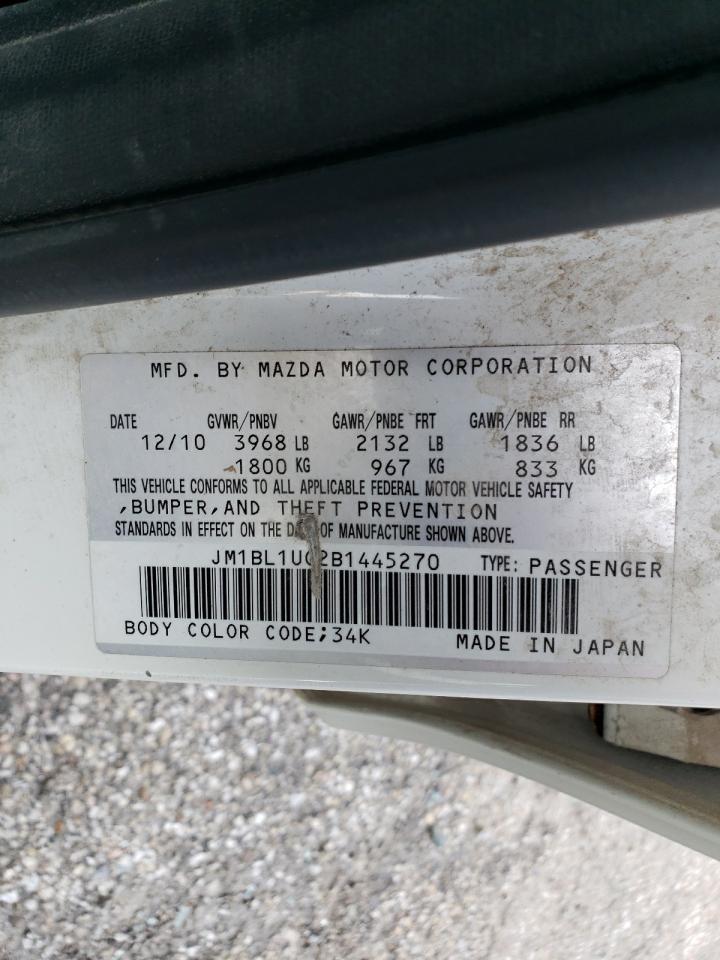 MFD. BY MAZDA MOTOR CORPORATION
DATE GVWR/PNBV GAWR/PNBE FRT GAWR/PNBE RR
12/10 3968 LB 2132 LB 1836 LB
1800 KG 967 KG 833 KG
THIS VEHICLE CONFORMS TO ALL APPLICABLE FEDERAL MOTOR VEHICLE SAFETY
,BUMPER,AND THEFT PREVENTION
STANDARDS IN EFFECT ON THE DATE OF MANUFACTURE SHOWN ABOVE.
JM1BL1UG2B1445270 TYPE: PASSENGER
BODY COLOR CODE;34K MADE IN JAPAN